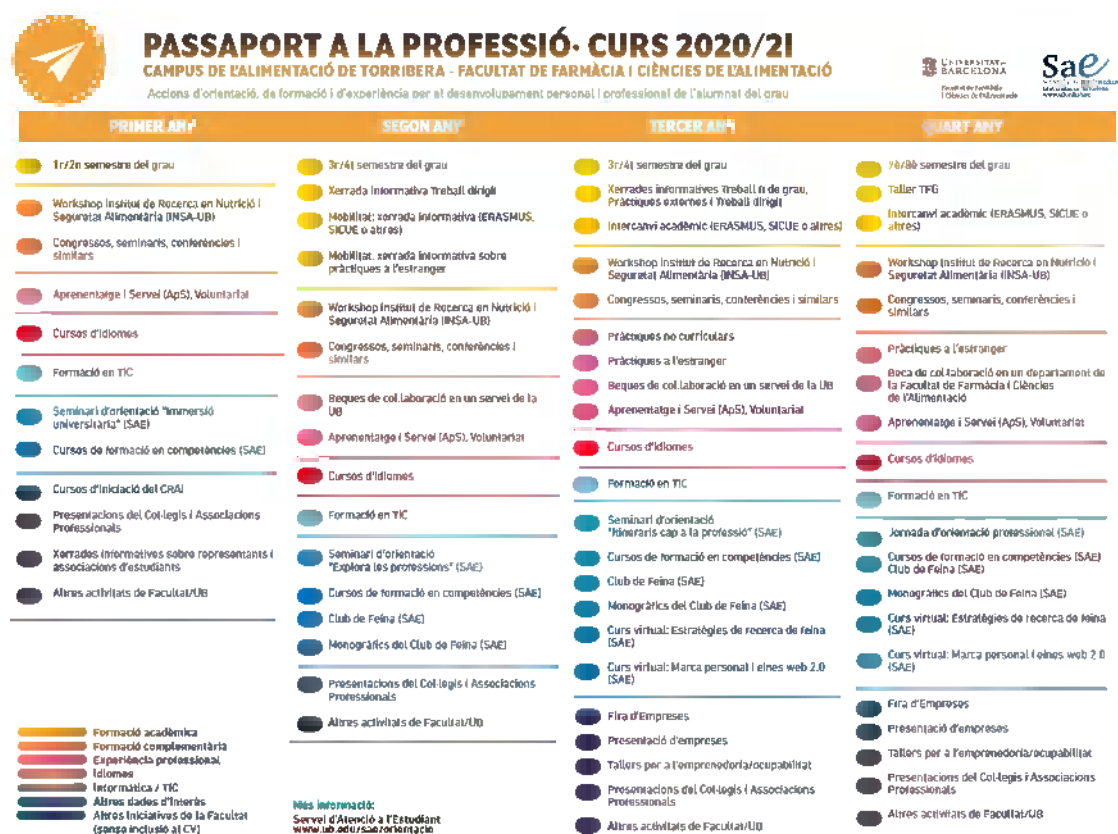 PASSAPORT A LA PROFESSIÓ· CURS 2020/21
CAMPUS DE L'ALIMENTACIÓ DE TORRIBERA - FACULTAT DE FARMÀCIA I CIÈNCIES DE L'ALIMENTACIÓ
Accions d'orientació, de formació i d'experiència per al desenvolupament personal i professional de l'alumnat del grau
UNIVERSITAT DE
BARCELONA
Facultat de Farmàcia
i Ciències de l'Alimentació
Sae
PRIMER ANY
1r/2n semestre del grau
Workshop Institut de Recerca en Nutrició i
Seguretat Alimentària (INSA-UB)
Congressos, seminaris, conferències i
similars
Aprenentatge i Servei (ApS), Voluntariat
Cursos d'Idiomes
Formació en TIC
Seminari d'orientació "Immersió
universitària" (SAE)
Cursos de formació en competències (SAE)
Cursos d'Iniciació del CRAI
Presentacions del Col·legis i Associacions
Professionals
Xerrades informatives sobre representants i
associacions d'estudiants
Altres activitats de Facultat/UB
SEGON ANY
3r/4t semestre del grau
Xerrada Informativa Treball dirigit
Mobilitat: xerrada informativa (ERASMUS,
SICUE o altres)
Mobilitat: xerrada informativa sobre
pràctiques a l'estranger
Workshop Institut de Recerca en Nutrició i
Seguretat Alimentària (INSA-UB)
Congressos, seminaris, conferències i
similars
Beques de col.laboració en un servei de la
UB
Aprenentatge i Servei (ApS), Voluntariat
Cursos d'Idiomes
Formació en TIC
Seminari d'orientació
"Explora les professions" (SAE)
Cursos de formació en competències (SAE)
Club de Feina (SAE)
Monogràfics del Club de Feina (SAE)
Presentacions del Col·legis i Associacions
Professionals
Altres activitats de Facultat/UB
TERCER ANY
3r/4t semestre del grau
Xerrades informatives Treball fi de grau,
Pràctiques externes i Treball dirigit
Intercanvi acadèmic (ERASMUS, SICUE o altres)
Workshop Institut de Recerca en Nutrició i
Seguretat Alimentària (INSA-UB)
Congressos, seminaris, conferències i similars
Pràctiques no curriculars
Pràctiques a l'estranger
Beques de col.laboració en un servei de la UB
Aprenentatge i Servei (ApS), Voluntariat
Cursos d'Idiomes
Formació en TIC
Seminari d'orientació
"Itineraris cap a la professió" (SAE)
Cursos de formació en competències (SAE)
Club de Feina (SAE)
Monogràfics del Club de Feina (SAE)
Curs virtual: Estratègies de recerca de feina
(SAE)
Curs virtual: Marca personal i eines web 2.0
(SAE)
Fira d'Empreses
Presentació d'empreses
Tallers per a l'emprenedoria/ocupabilitat
Presentacions del Col·legis i Associacions
Professionals
Altres activitats de Facultat/UB
QUART ANY
7è/8è semestre del grau
Taller TFG
Intercanvi acadèmic (ERASMUS, SICUE o
altres)
Workshop Institut de Recerca en Nutrició i
Seguretat Alimentària (INSA-UB)
Congressos, seminaris, conferències i
similars
Pràctiques a l'estranger
Beca de col·laboració en un departament de
la Facultat de Farmàcia i Ciències
de l'Alimentació
Aprenentatge i Servei (ApS), Voluntariat
Cursos d'Idiomes
Formació en TIC
Jornada d'orientació professional (SAE)
Cursos de formació en competències (SAE)
Club de Feina (SAE)
Monogràfics del Club de Feina (SAE)
Curs virtual: Estratègies de recerca de feina
(SAE)
Curs virtual: Marca personal i eines web 2.0
(SAE)
Fira d'Empreses
Presentació d'empreses
Tallers per a l'emprenedoria/ocupabilitat
Presentacions del Col·legis i Associacions
Professionals
Altres activitats de Facultat/UB
Formació acadèmica
Formació complementària
Experiència professional
Idiomes
Informàtica / TIC
Altres dades d'Interès
Altres Iniciatives de la Facultat
(sense inclusió al CV)
Més informació:
Servei d'Atenció a l'Estudiant
www.ub.edu/sae/orientacio